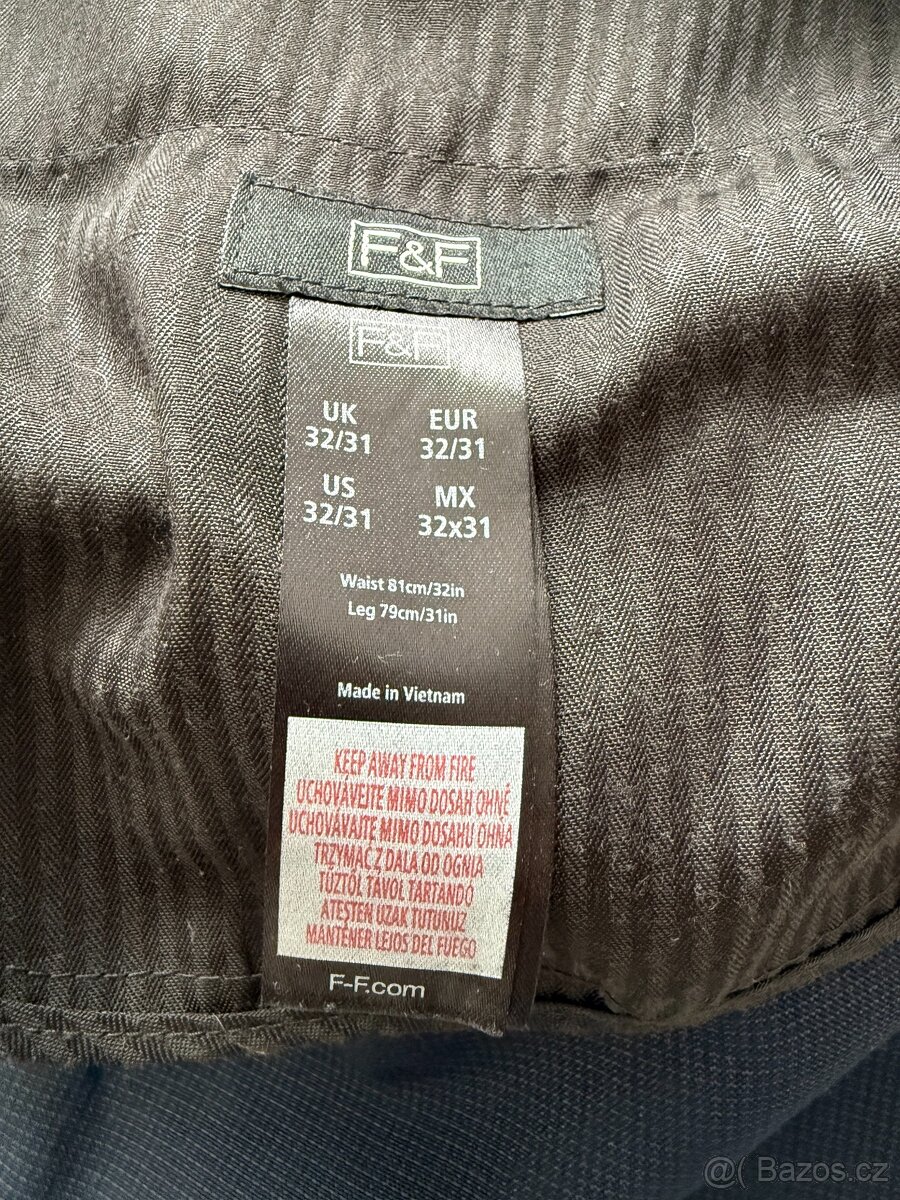 F&F
F&F
UK
32/31
EUR
32/31
US
32/31
MX
32x31
Waist 81cm/32in
Leg 79cm/31in
Made in Vietnam
KEEP AWAY FROM FIRE
UCHOVÁVEJTE MIMO DOSAH OHNĚ
UCHOVÁVAJTE MIMO DOSAHU OHŇA
TRZYMAĆ Z DALA OD OGNIA
TŰZTŐL TÁVOL TARTANDÓ
ATEŞTEN UZAK TUTUNUZ
MANTENER LEJOS DEL FUEGO
F-F.com
@( Bazoš.cz